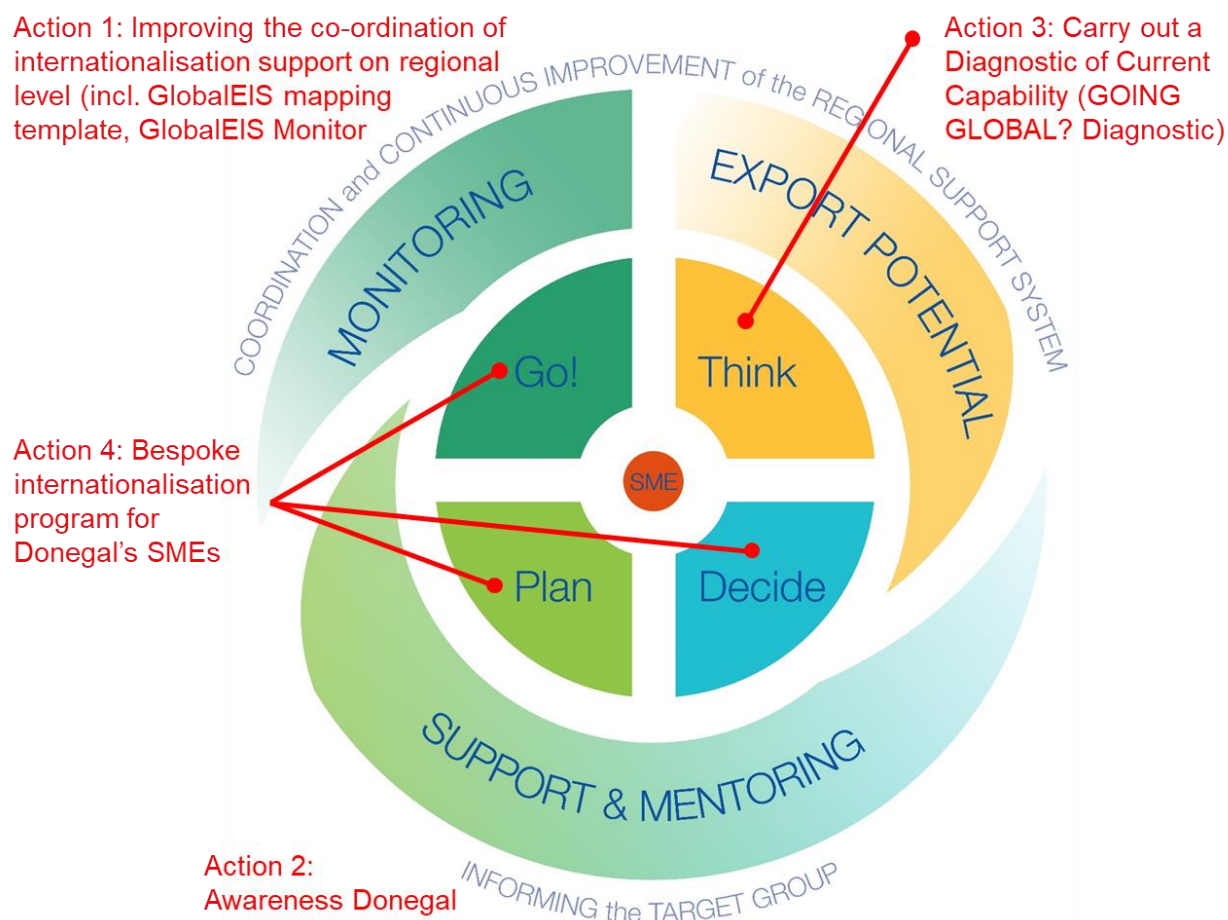 Action 1: Improving the co-ordination of
internationalisation support on regional
level (incl. GlobalEIS mapping
template, GlobalEIS Monitor
Action 3: Carry out a
Diagnostic of Current
Capability (GOING
GLOBAL? Diagnostic)
COORDINATION and CONTINUOUS IMPROVEMENT of the REGIONAL SUPPORT SYSTEM
MONITORING
EXPORT POTENTIAL
Go!
Think
Action 4: Bespoke
internationalisation
program for
Donegal's SMEs
SME
Plan
Decide
SUPPORT & MENTORING
Action 2:
Awareness Donegal
INFORMING the TARGET GROUP